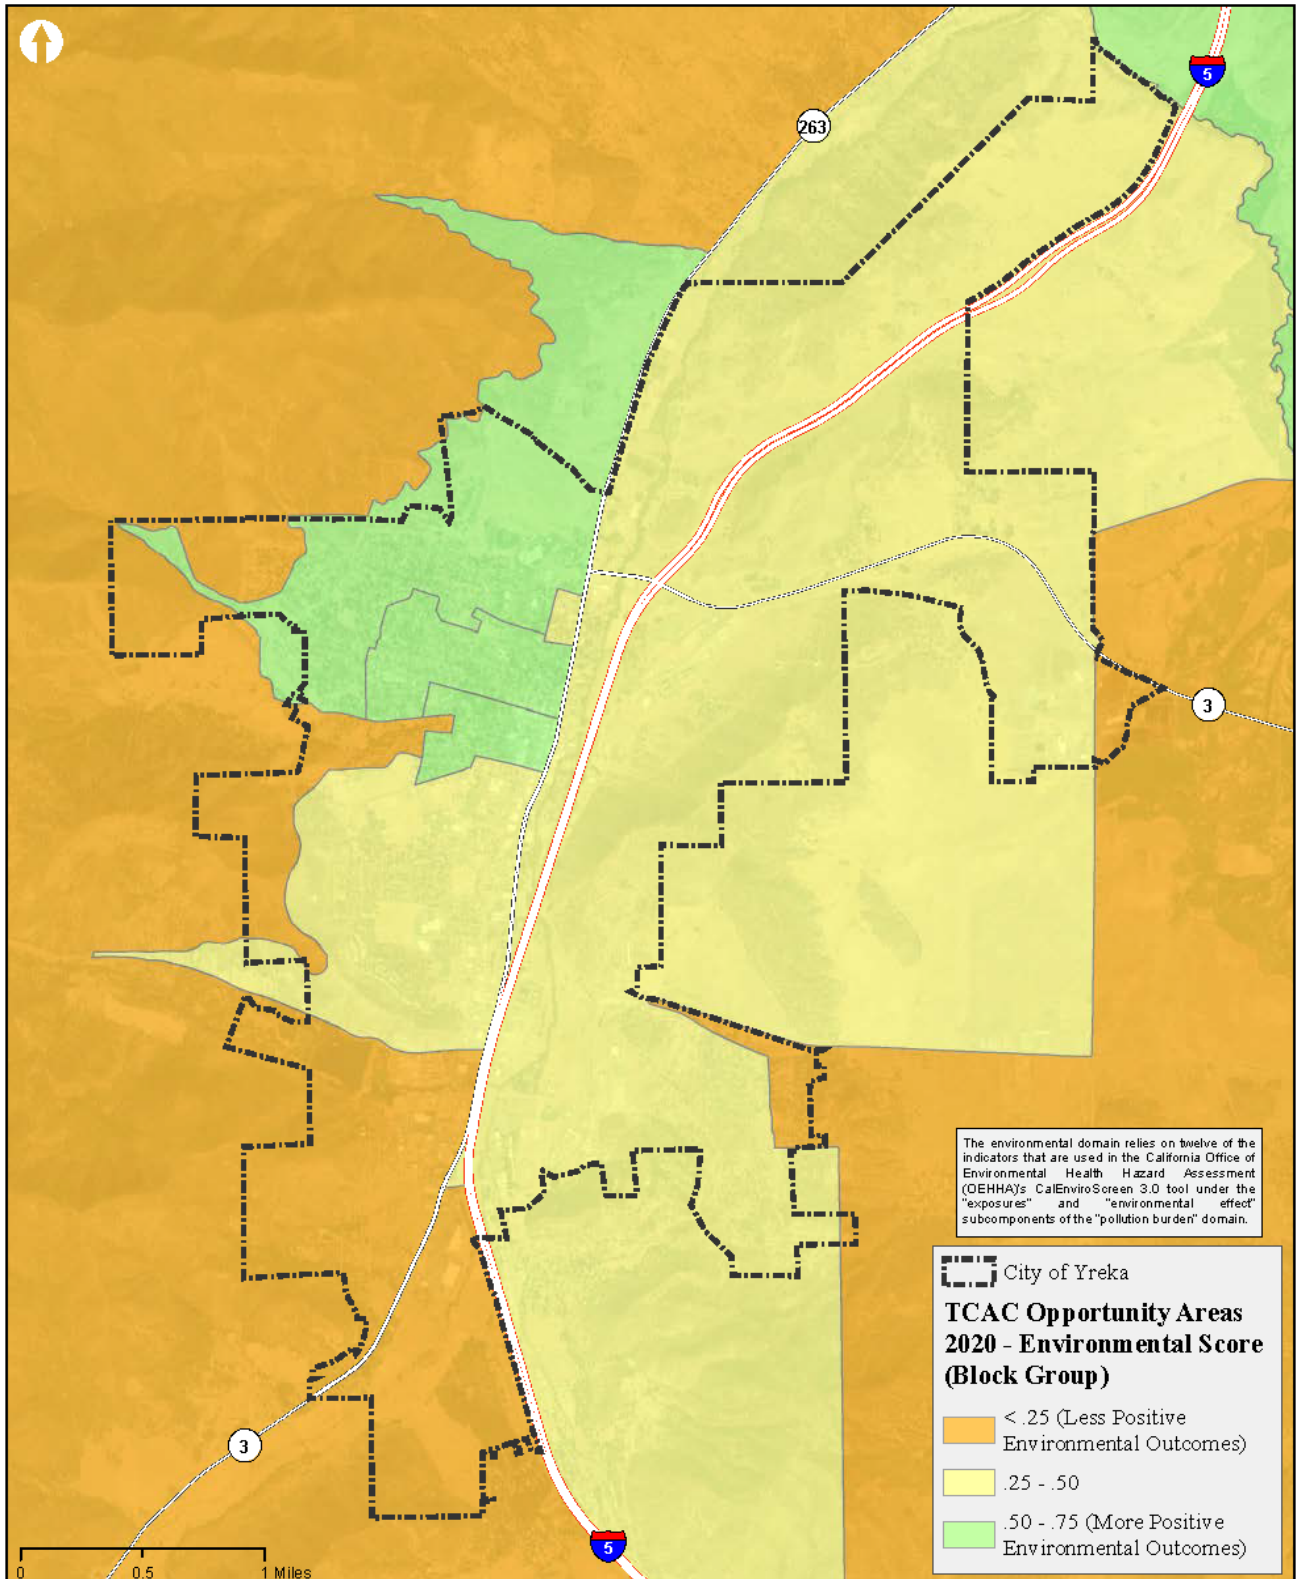 5
263
3
The environmental domain relies on twelve of the
indicators that are used in the California Office of
Environmental Health Hazard Assessment
(OEHHA)'s CalEnviroScreen 3.0 tool under the
"exposures" and "environmental effect"
subcomponents of the "pollution burden" domain.
City of Yreka
TCAC Opportunity Areas
2020 - Environmental Score
(Block Group)
< .25 (Less Positive
Environmental Outcomes)
.25 - .50
.50 - .75 (More Positive
Environmental Outcomes)
3
5
0 0.5 1 Miles